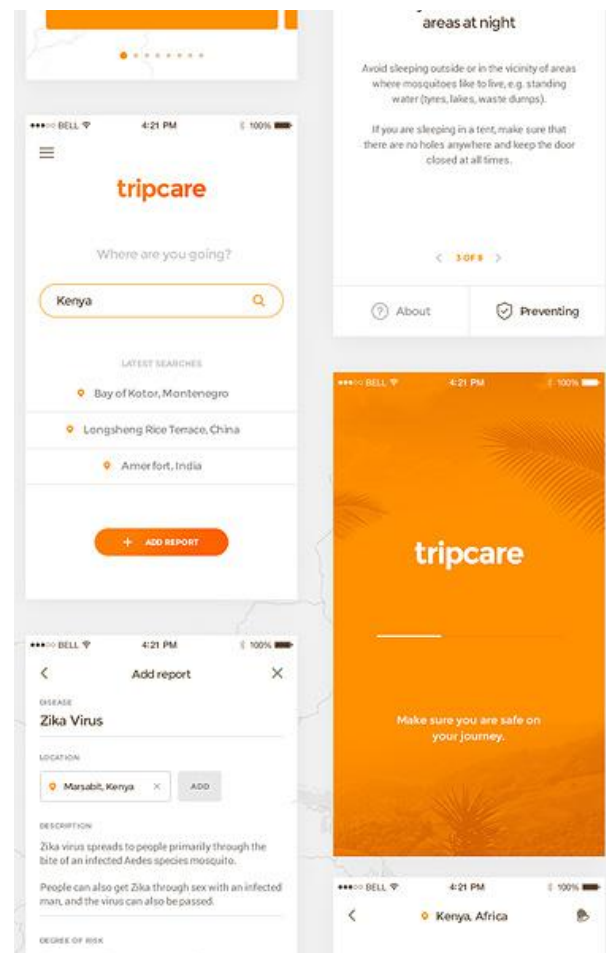 BELL 4:21 PM 100%
tripcare
Where are you going?
Kenya
LATEST SEARCHES
Bay of Kotor, Montenegro
Longsheng Rice Terrace, China
Amer fort, India
+ ADD REPORT
BELL 4:21 PM 100%
Add report
DISEASE
Zika Virus
LOCATION
Marsabit, Kenya × ADD
DESCRIPTION
Zika virus spreads to people primarily through the
bite of an infected Aedes species mosquito.
People can also get Zika through sex with an infected
man, and the virus can also be passed.
DEGREE OF RISK
areas at night
Avoid sleeping outside or in the vicinity of areas
where mosquitoes like to live, e.g. standing
water (tyres, lakes, waste dumps).
If you are sleeping in a tent, make sure that
there are no holes anywhere and keep the door
closed at all times.
< 3 OF 8 >
? About
Preventing
BELL 4:21 PM 100%
tripcare
Make sure you are safe on
your journey.
BELL 4:21 PM 100%
Kenya, Africa